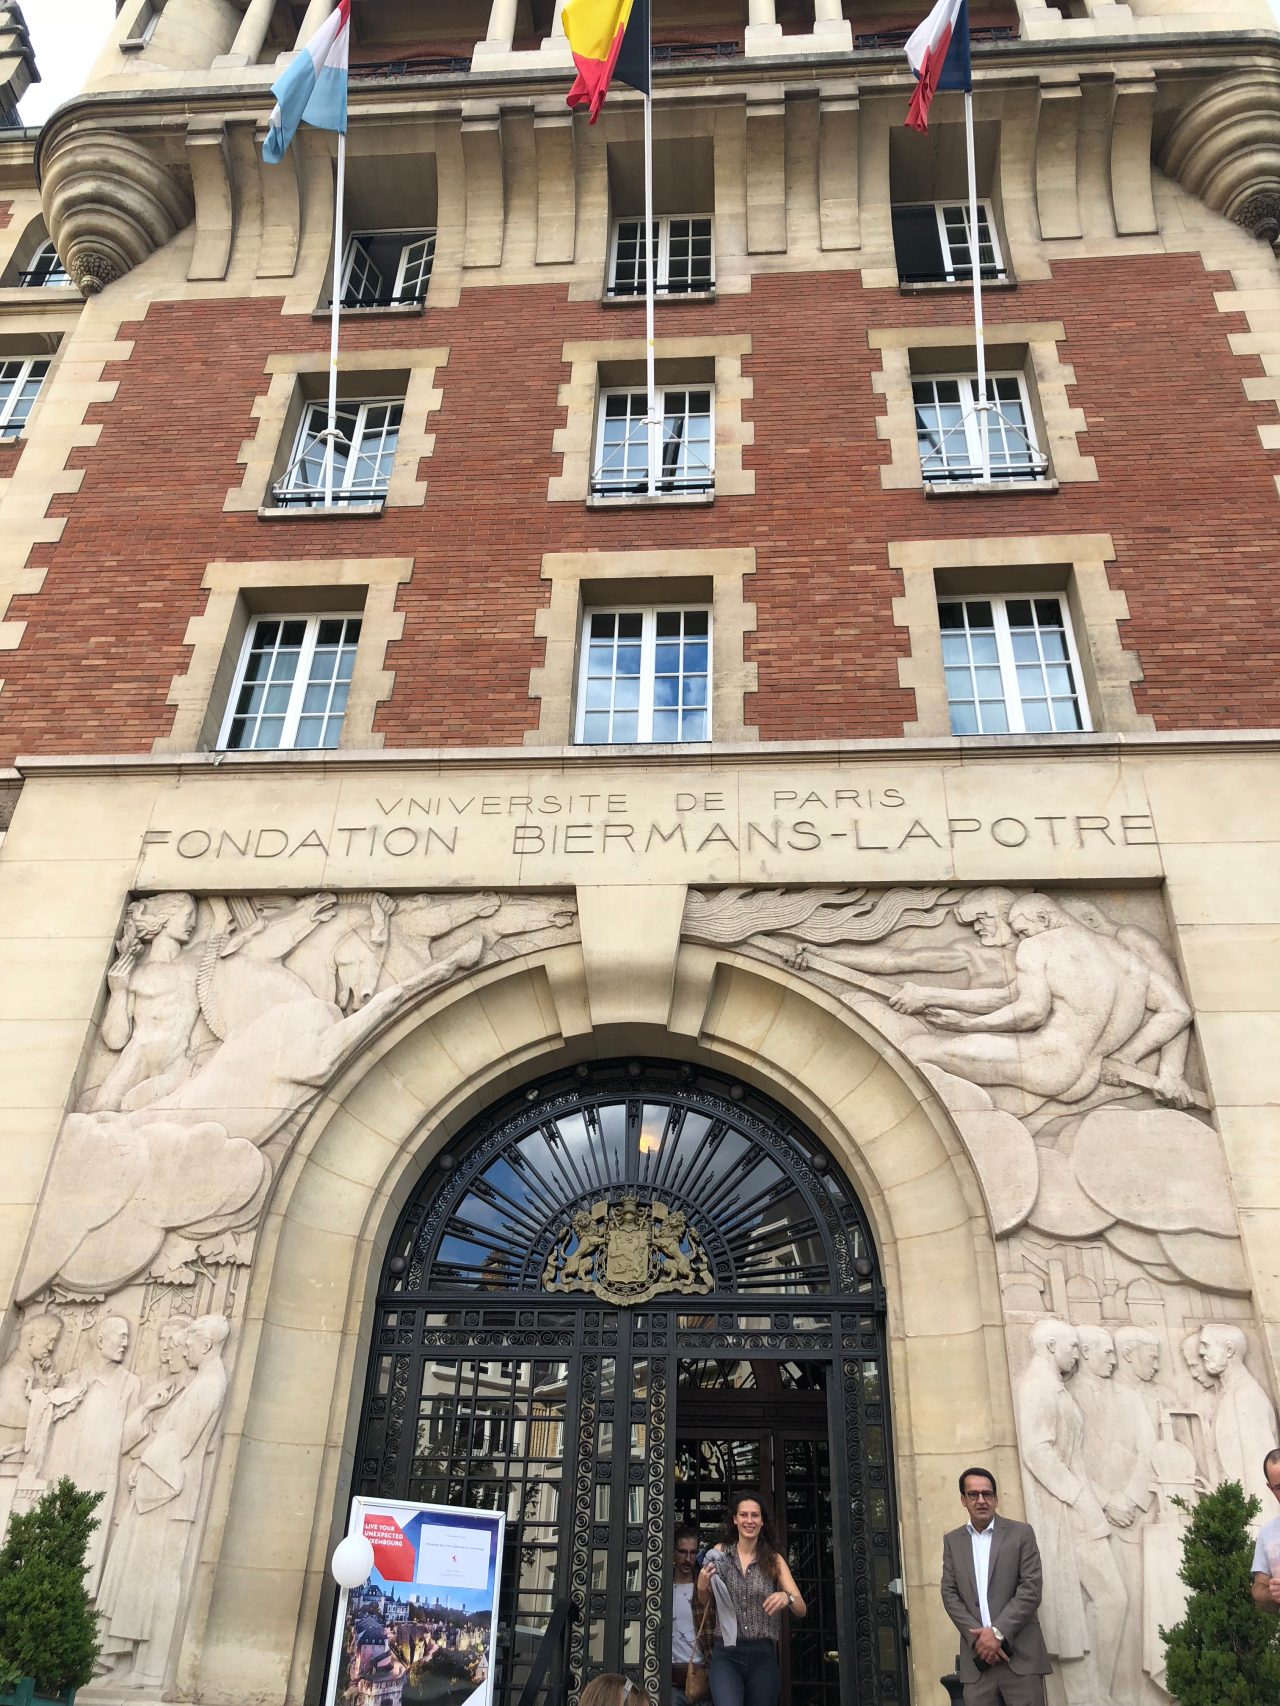 VNIVERSITE DE PARIS
FONDATION BIERMANS-LAPOTRE
LIVE YOUR
UNEXPECTED
LUXEMBOURG